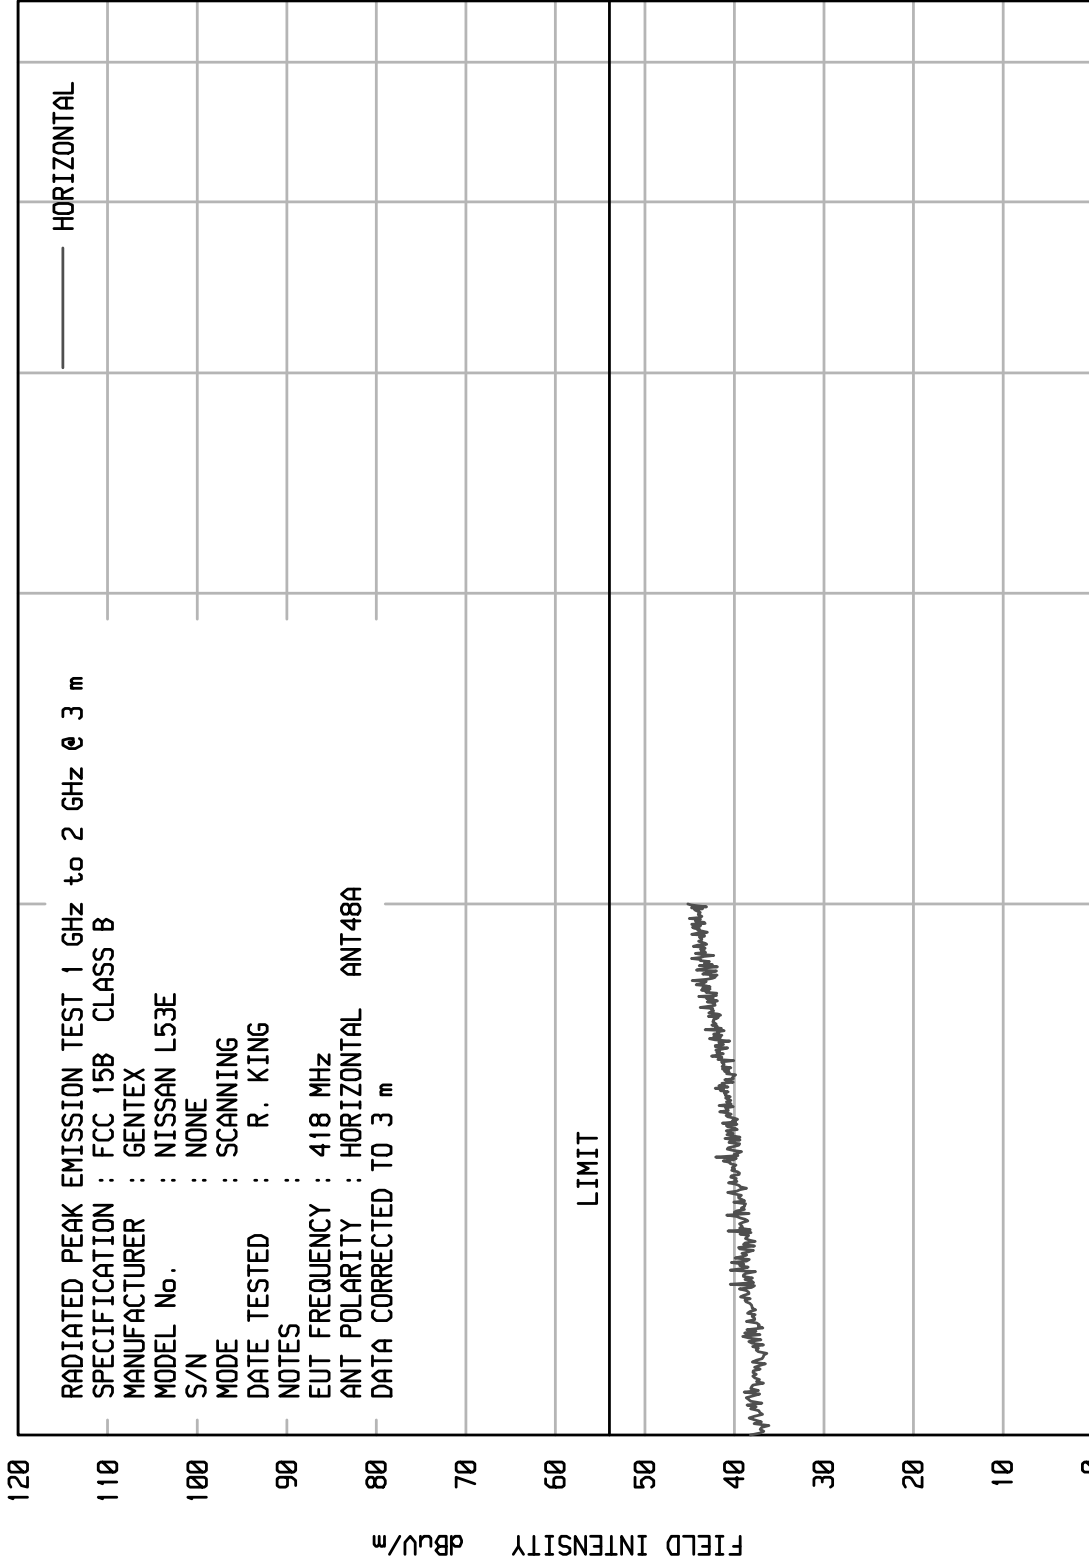 RADIATED PEAK EMISSION TEST 1 GHz to 2 GHz @ 3 m
SPECIFICATION : FCC 15B CLASS B
MANUFACTURER : GENTEX
MODEL No. : NISSAN L53E
S/N : NONE
MODE : SCANNING
DATE TESTED : R. KING
NOTES :
EUT FREQUENCY : 418 MHz
ANT POLARITY : HORIZONTAL ANT48A
DATA CORRECTED TO 3 m
HORIZONTAL
LIMIT
120
110
100
90
80
70
60
50
40
30
20
10
FIELD INTENSITY dBuV/m